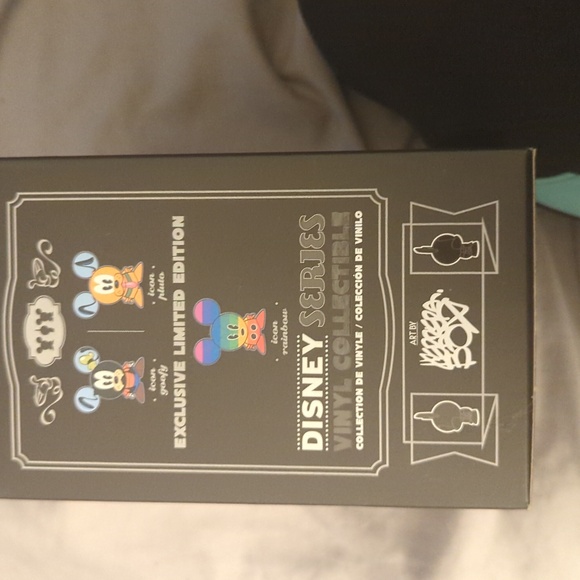 icon
goofy
icon
pluto
EXCLUSIVE LIMITED EDITION
icon
rainbow
DISNEY SERIES
VINYL COLLECTIBLE
COLLECTION DE VINYLE / COLECCIÓN DE VINILO
ART BY